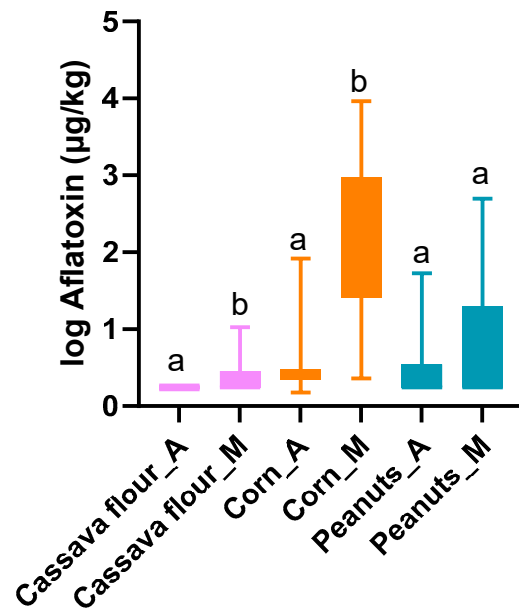 log Aflatoxin (µg/kg)
5
4
3
2
1
0
a
b
a
b
a
a
Cassava flour_A
Cassava flour_M
Corn_A
Corn_M
Peanuts_A
Peanuts_M